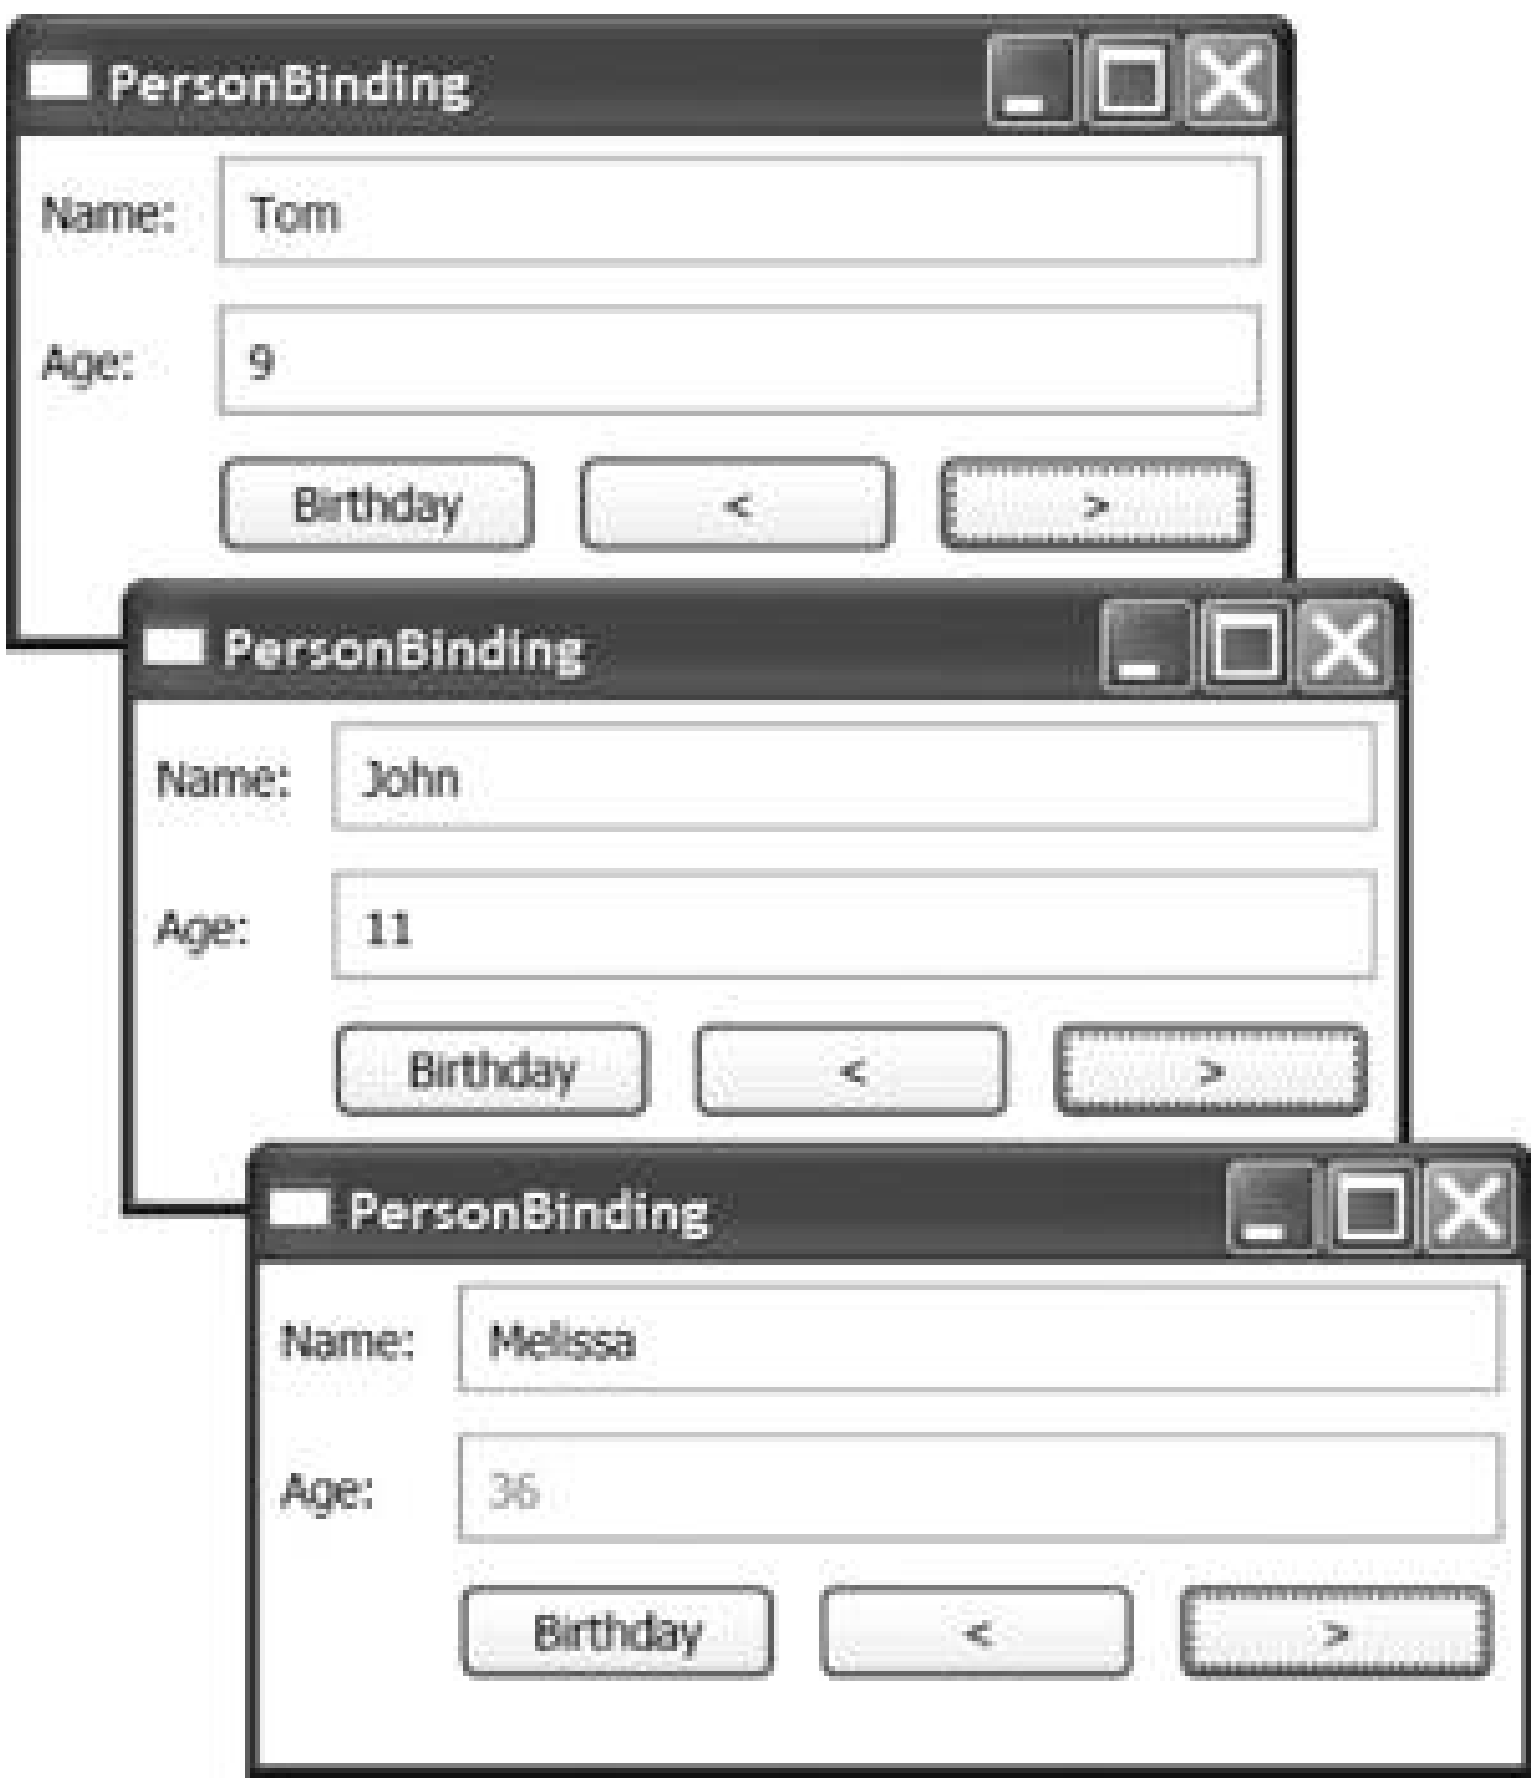 PersonBinding
Name: Tom
Age: 9
Birthday < >
PersonBinding
Name: John
Age: 11
Birthday < >
PersonBinding
Name: Melissa
Age: 36
Birthday < >